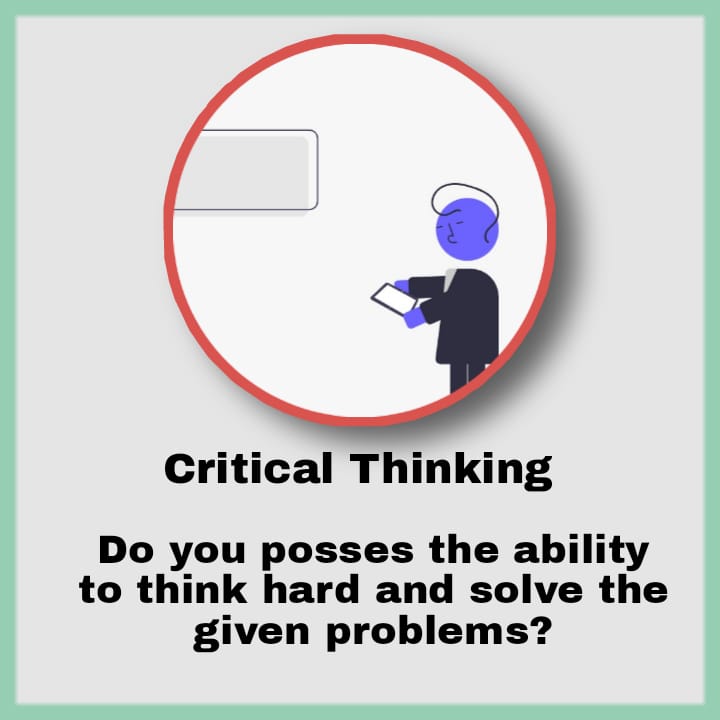 Critical Thinking
Do you posses the ability
to think hard and solve the
given problems?